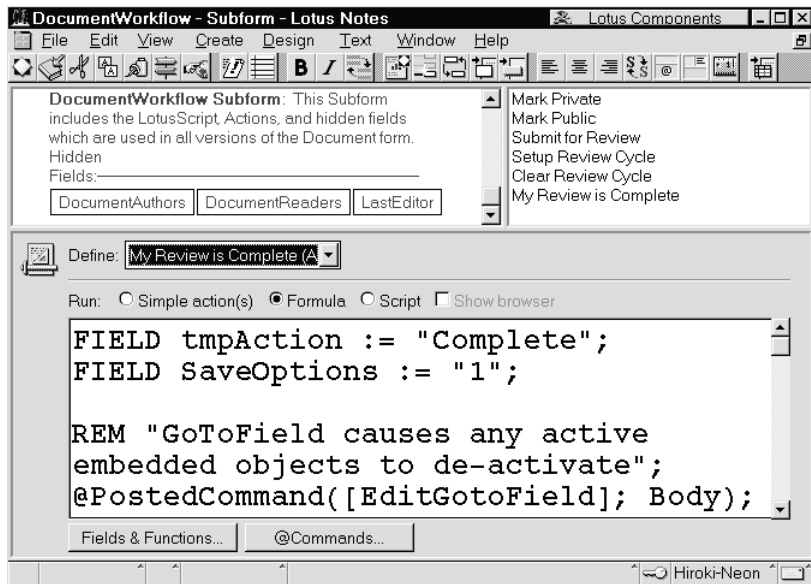 DocumentWorkflow - Subform - Lotus Notes
Lotus Components
File Edit View Create Design Text Window Help
DocumentWorkflow Subform: This Subform
includes the LotusScript, Actions, and hidden fields
which are used in all versions of the Document form.
Hidden
Fields:
DocumentAuthors DocumentReaders LastEditor
Mark Private
Mark Public
Submit for Review
Setup Review Cycle
Clear Review Cycle
My Review is Complete
Define: My Review is Complete (A
Run: Simple action(s) Formula Script Show browser
FIELD tmpAction := "Complete";
FIELD SaveOptions := "1";
REM "GoToField causes any active
embedded objects to de-activate";
@PostedCommand([EditGotoField]; Body);
Fields & Functions... @Commands...
Hiroki-Neon